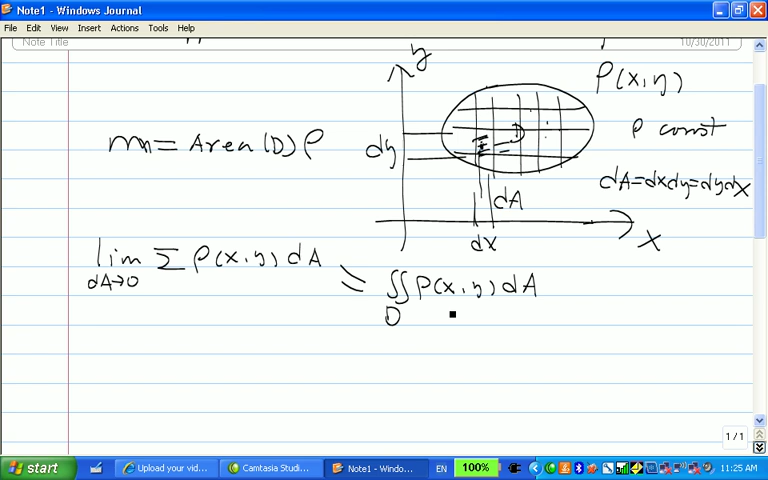 Note1 - Windows Journal
File Edit View Insert Actions Tools Help
Note Title
10/30/2011
y
ρ(x,y)
m = Area(D)ρ
D
ρ const
dy
dA=dxdy=dydx
dA
dx
x
lim Σ ρ(x,y) dA = ∬ ρ(x,y) dA
dA→0
D
1 / 1
start
Upload your vid...
Camtasia Studi...
Note1 - Windo...
EN
100%
11:25 AM